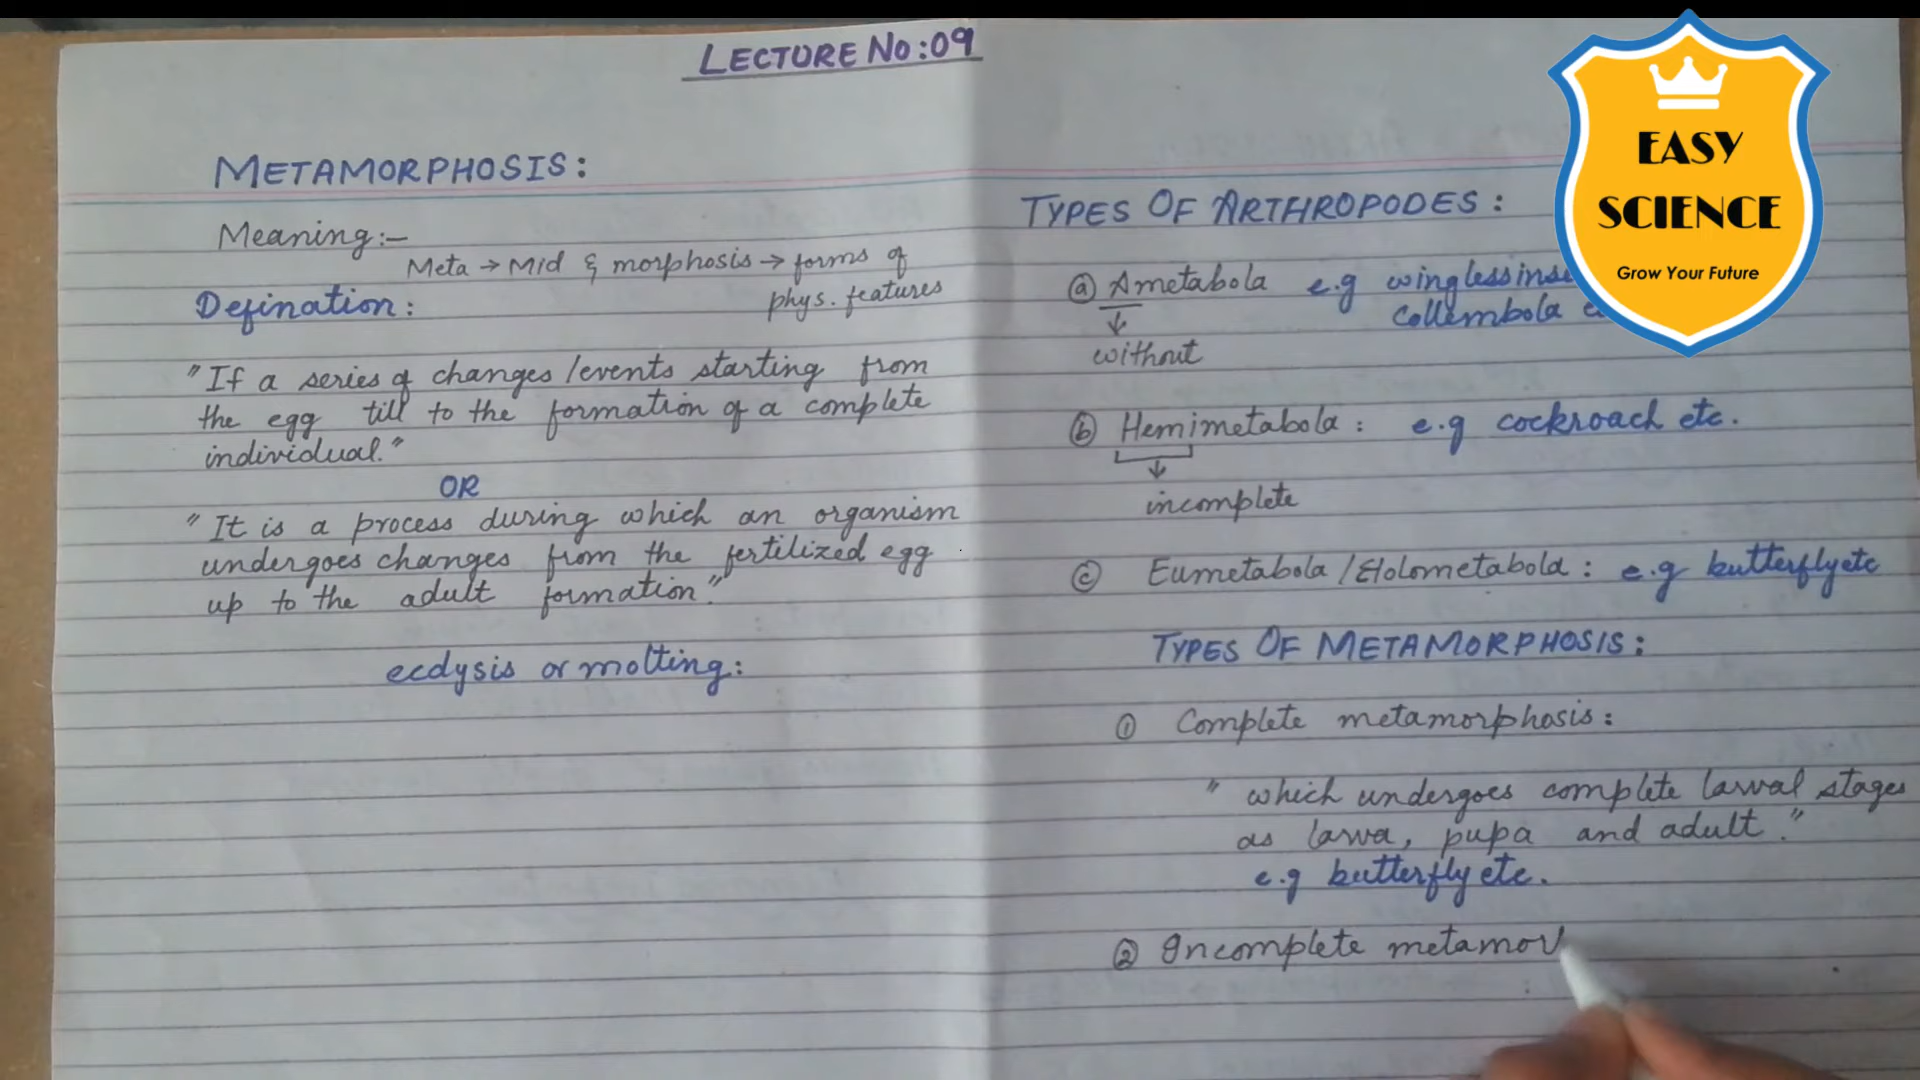 LECTURE NO:09
METAMORPHOSIS:
Meaning:-
Meta → Mid & morphosis → forms of
phys. features
Defination:
"If a series of changes/events starting from
the egg till to the formation of a complete
individual."
OR
"It is a process during which an organism
undergoes changes from the fertilized egg
up to the adult formation."
ecdysis or molting:
TYPES OF ARTHROPODES:
(a) Ametabola e.g wingless
Collembola
↓
without
(b) Hemimetabola: e.g cockroach etc.
↓
incomplete
(c) Eumetabola/Holometabola: e.g butterfly etc
TYPES OF METAMORPHOSIS:
(1) Complete metamorphosis:
"which undergoes complete larval stages
as larva, pupa and adult."
e.g butterfly etc.
(2) Incomplete metamor
EASY
SCIENCE
Grow Your Future